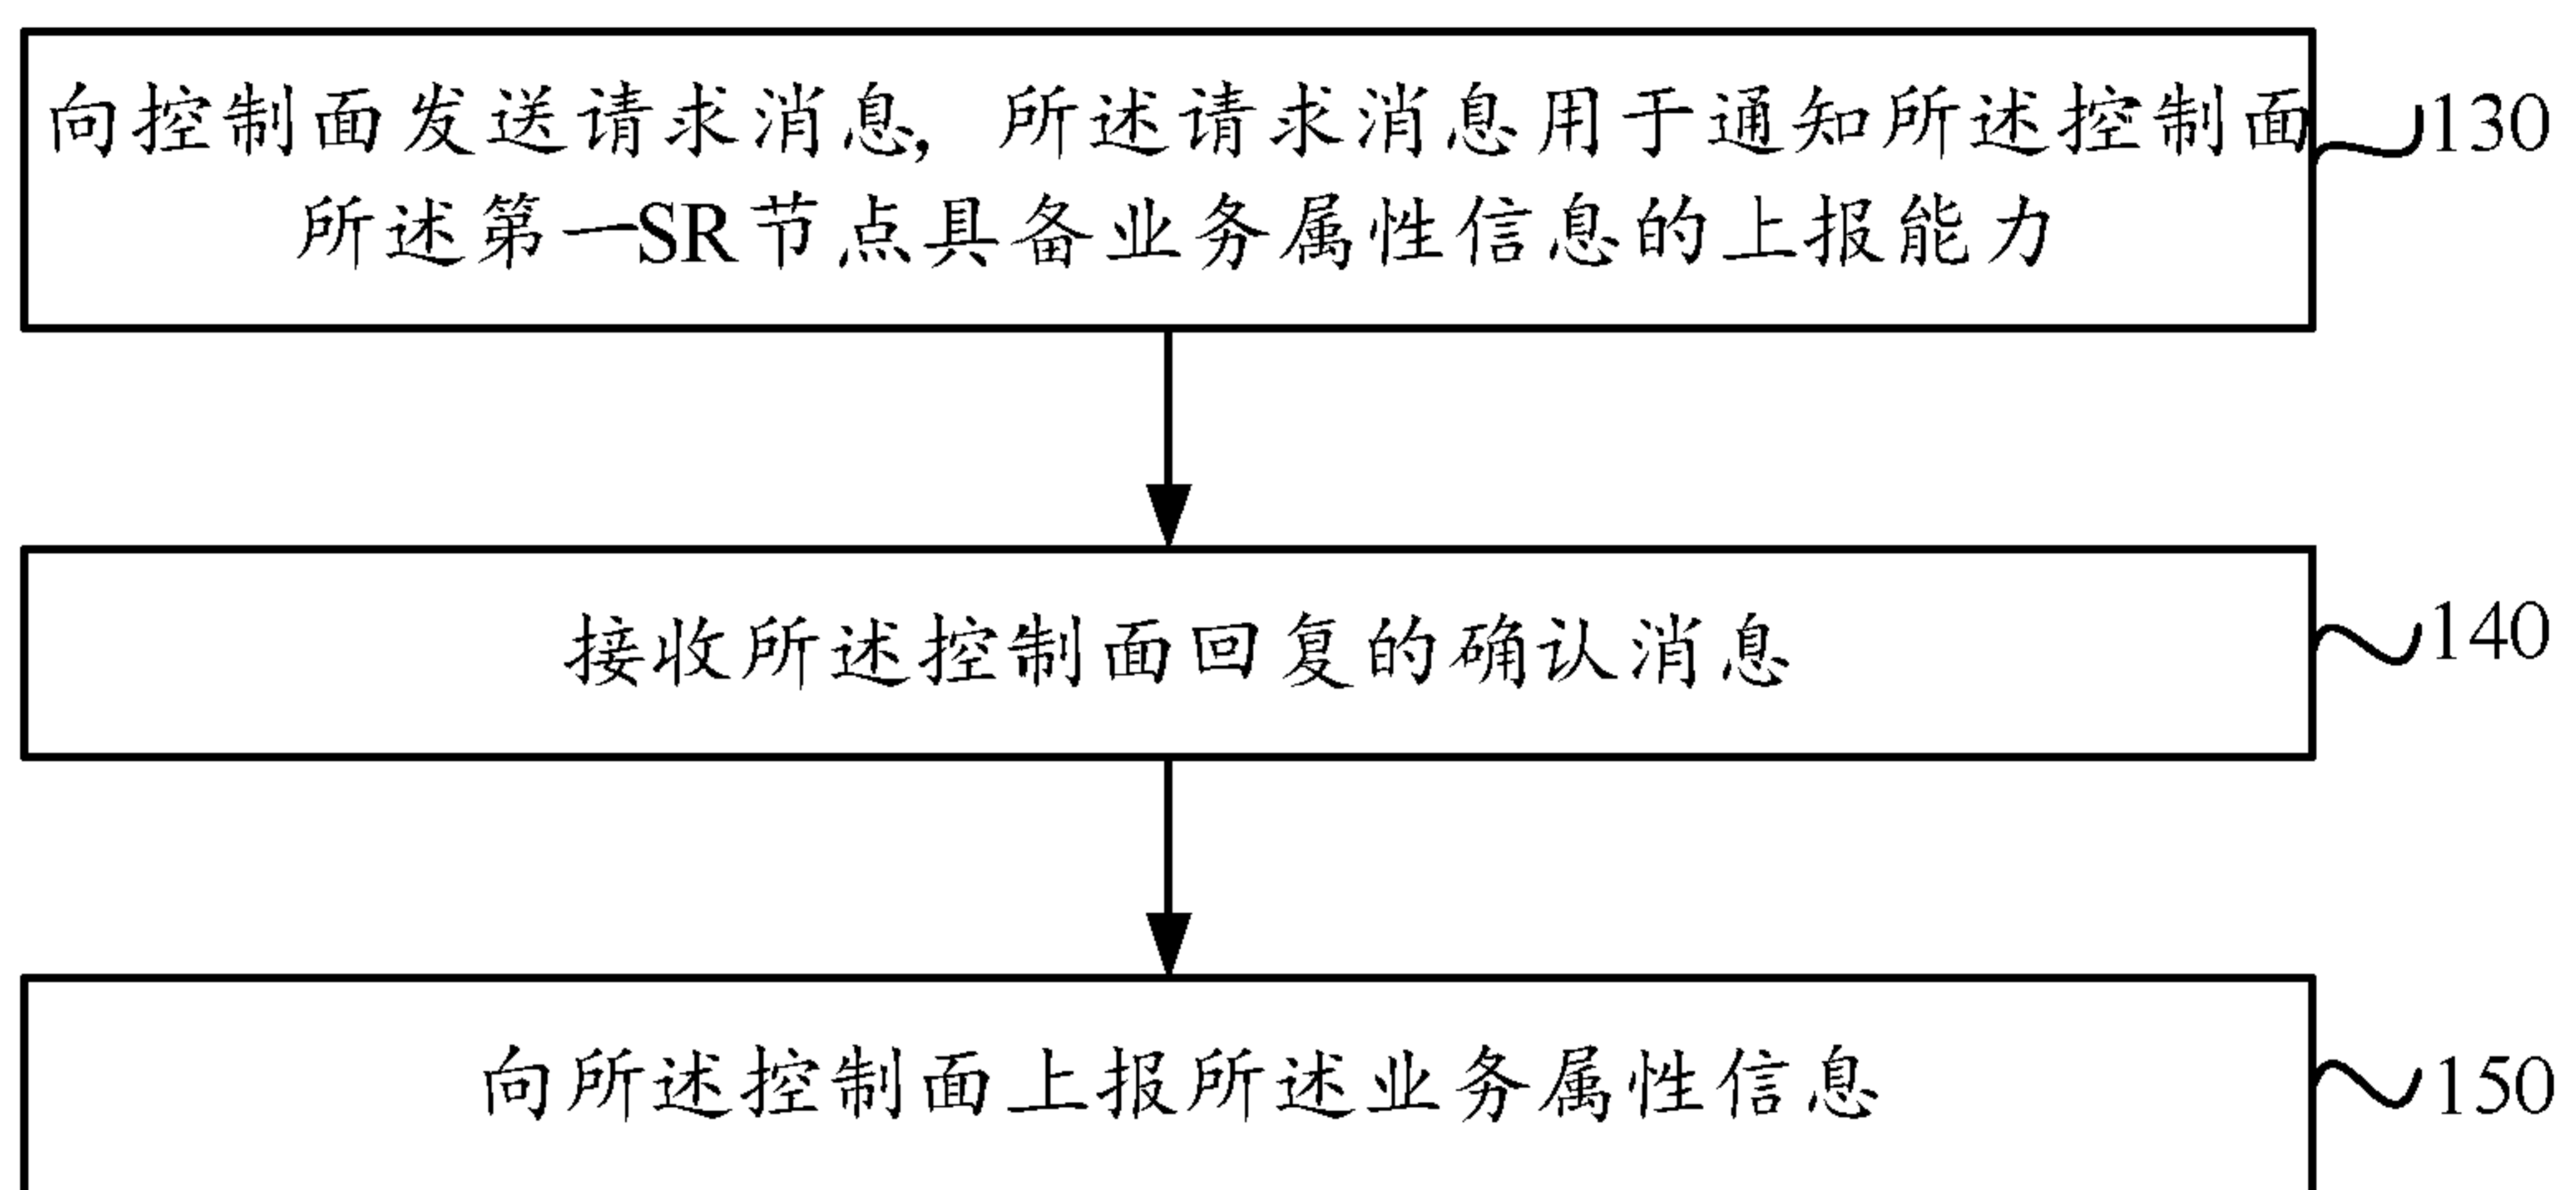 向控制面发送请求消息，所述请求消息用于通知所述控制面
所述第一SR节点具备业务属性信息的上报能力
130
接收所述控制面回复的确认消息
140
向所述控制面上报所述业务属性信息
150